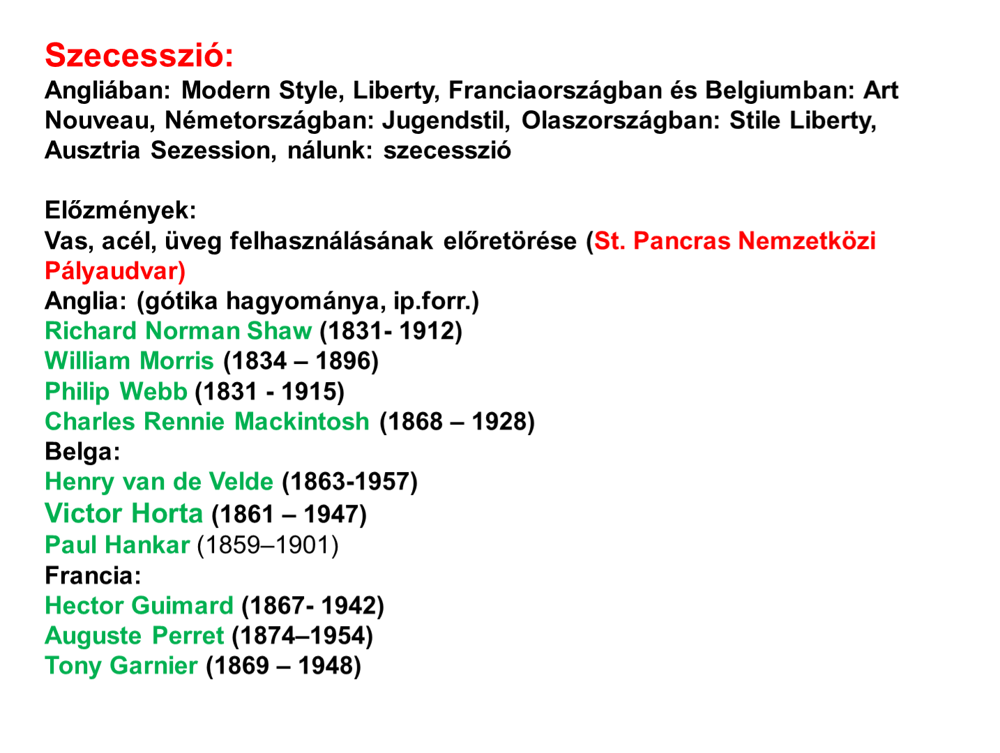 Szecesszió:
Angliában: Modern Style, Liberty, Franciaországban és Belgiumban: Art
Nouveau, Németországban: Jugendstil, Olaszországban: Stile Liberty,
Ausztria Sezession, nálunk: szecesszió
Előzmények:
Vas, acél, üveg felhasználásának előretörése (St. Pancras Nemzetközi
Pályaudvar)
Anglia: (gótika hagyománya, ip.forr.)
Richard Norman Shaw (1831- 1912)
William Morris (1834 – 1896)
Philip Webb (1831 - 1915)
Charles Rennie Mackintosh (1868 – 1928)
Belga:
Henry van de Velde (1863-1957)
Victor Horta (1861 – 1947)
Paul Hankar (1859–1901)
Francia:
Hector Guimard (1867- 1942)
Auguste Perret (1874–1954)
Tony Garnier (1869 – 1948)